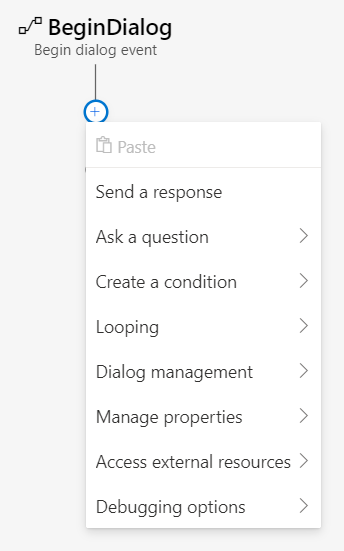 BeginDialog
Begin dialog event
Paste
Send a response
Ask a question
Create a condition
Looping
Dialog management
Manage properties
Access external resources
Debugging options